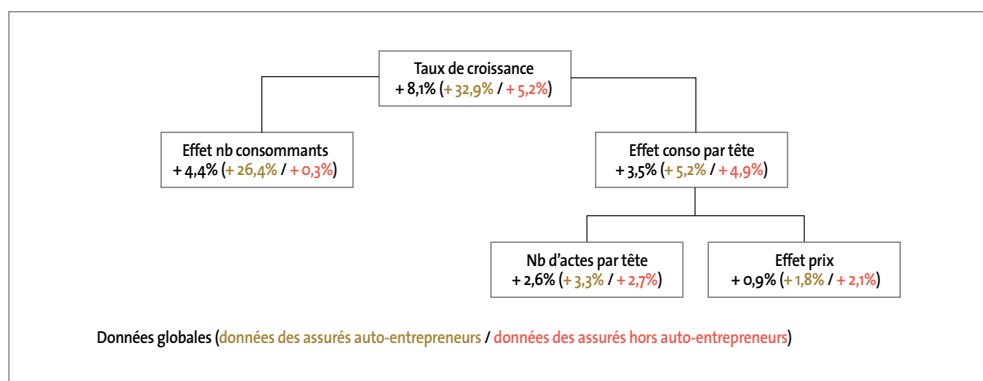 Taux de croissance
+ 8,1% (+ 32,9% / + 5,2%)
Effet nb consommants
+ 4,4% (+ 26,4% / + 0,3%)
Effet conso par tête
+ 3,5% (+ 5,2% / + 4,9%)
Nb d'actes par tête
+ 2,6% (+ 3,3% / + 2,7%)
Effet prix
+ 0,9% (+ 1,8% / + 2,1%)
Données globales (données des assurés auto-entrepreneurs / données des assurés hors auto-entrepreneurs)